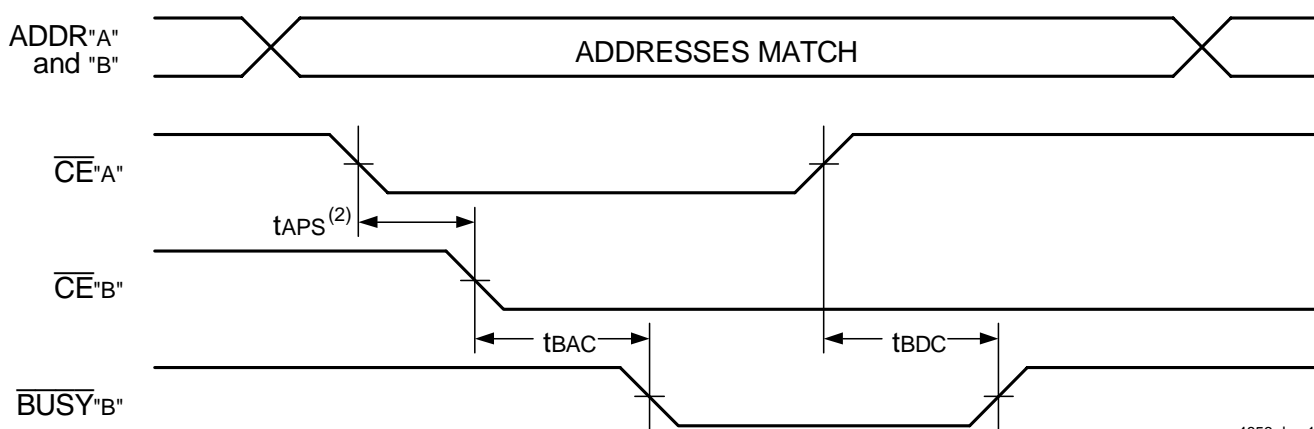 ADDR"A"
and "B"
ADDRESSES MATCH
CE"A"
tAPS(2)
CE"B"
tBAC
tBDC
BUSY"B"